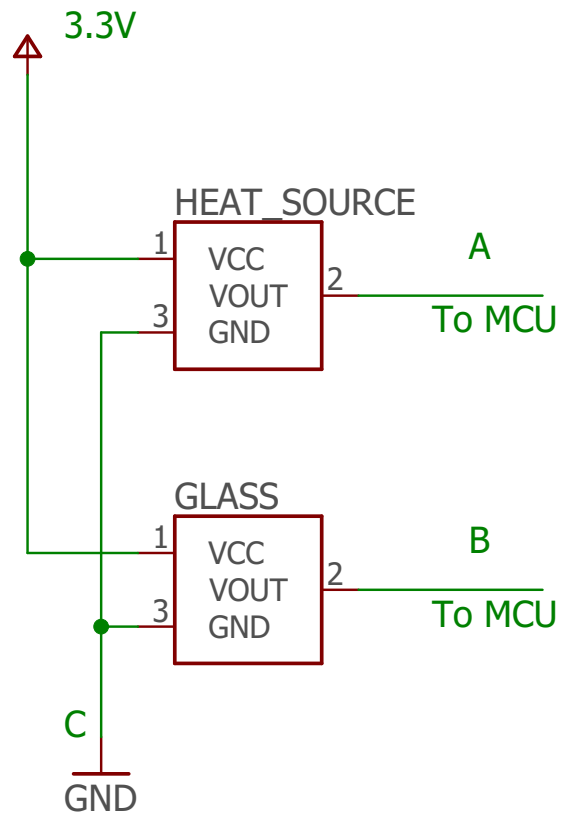 3.3V
HEAT_SOURCE
A
1
VCC
VOUT
2
3
GND
To MCU
GLASS
B
1
VCC
VOUT
2
3
GND
To MCU
C
GND